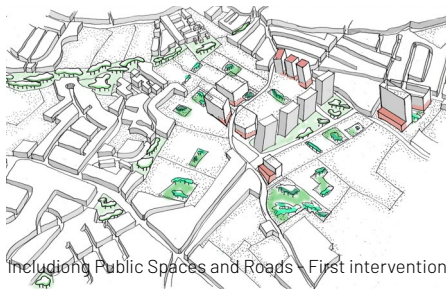 Includiong Public Spaces and Roads - First intervention